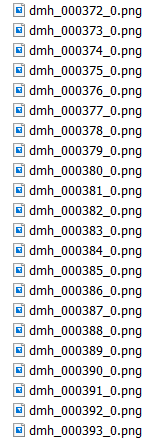 dmh_000372_0.png
dmh_000373_0.png
dmh_000374_0.png
dmh_000375_0.png
dmh_000376_0.png
dmh_000377_0.png
dmh_000378_0.png
dmh_000379_0.png
dmh_000380_0.png
dmh_000381_0.png
dmh_000382_0.png
dmh_000383_0.png
dmh_000384_0.png
dmh_000385_0.png
dmh_000386_0.png
dmh_000387_0.png
dmh_000388_0.png
dmh_000389_0.png
dmh_000390_0.png
dmh_000391_0.png
dmh_000392_0.png
dmh_000393_0.png